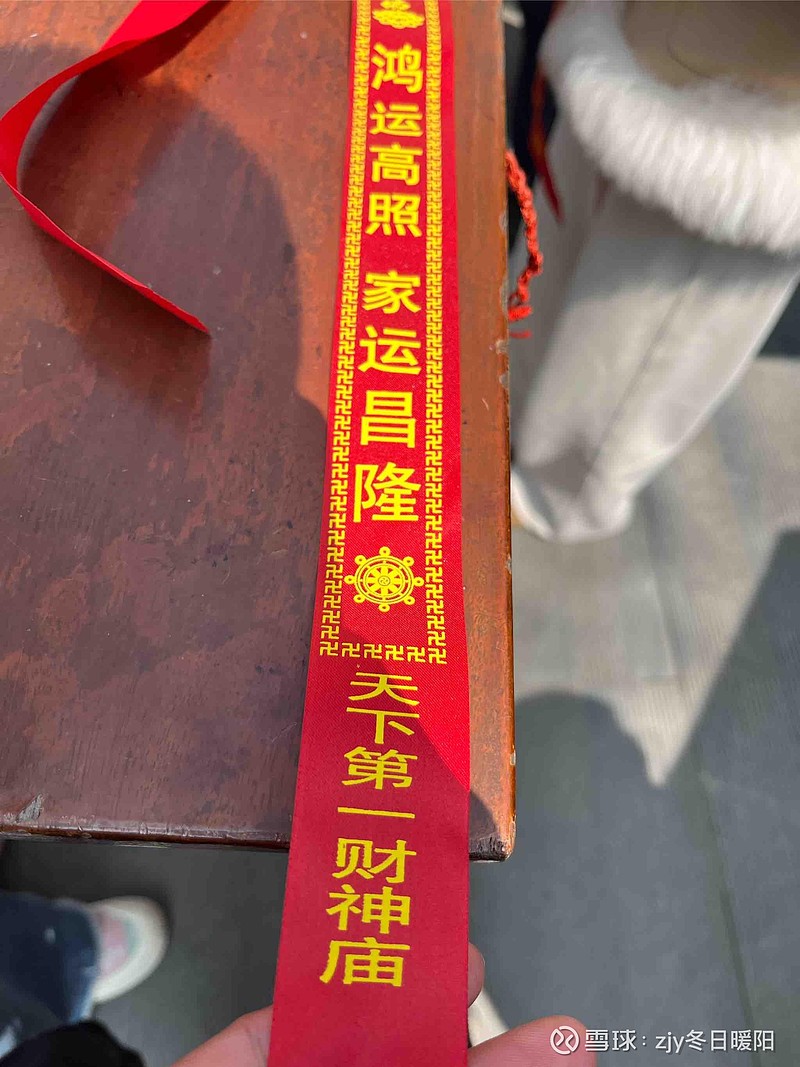 鸿运高照 家运昌隆
天下第一财神庙
雪球：zjy冬日暖阳